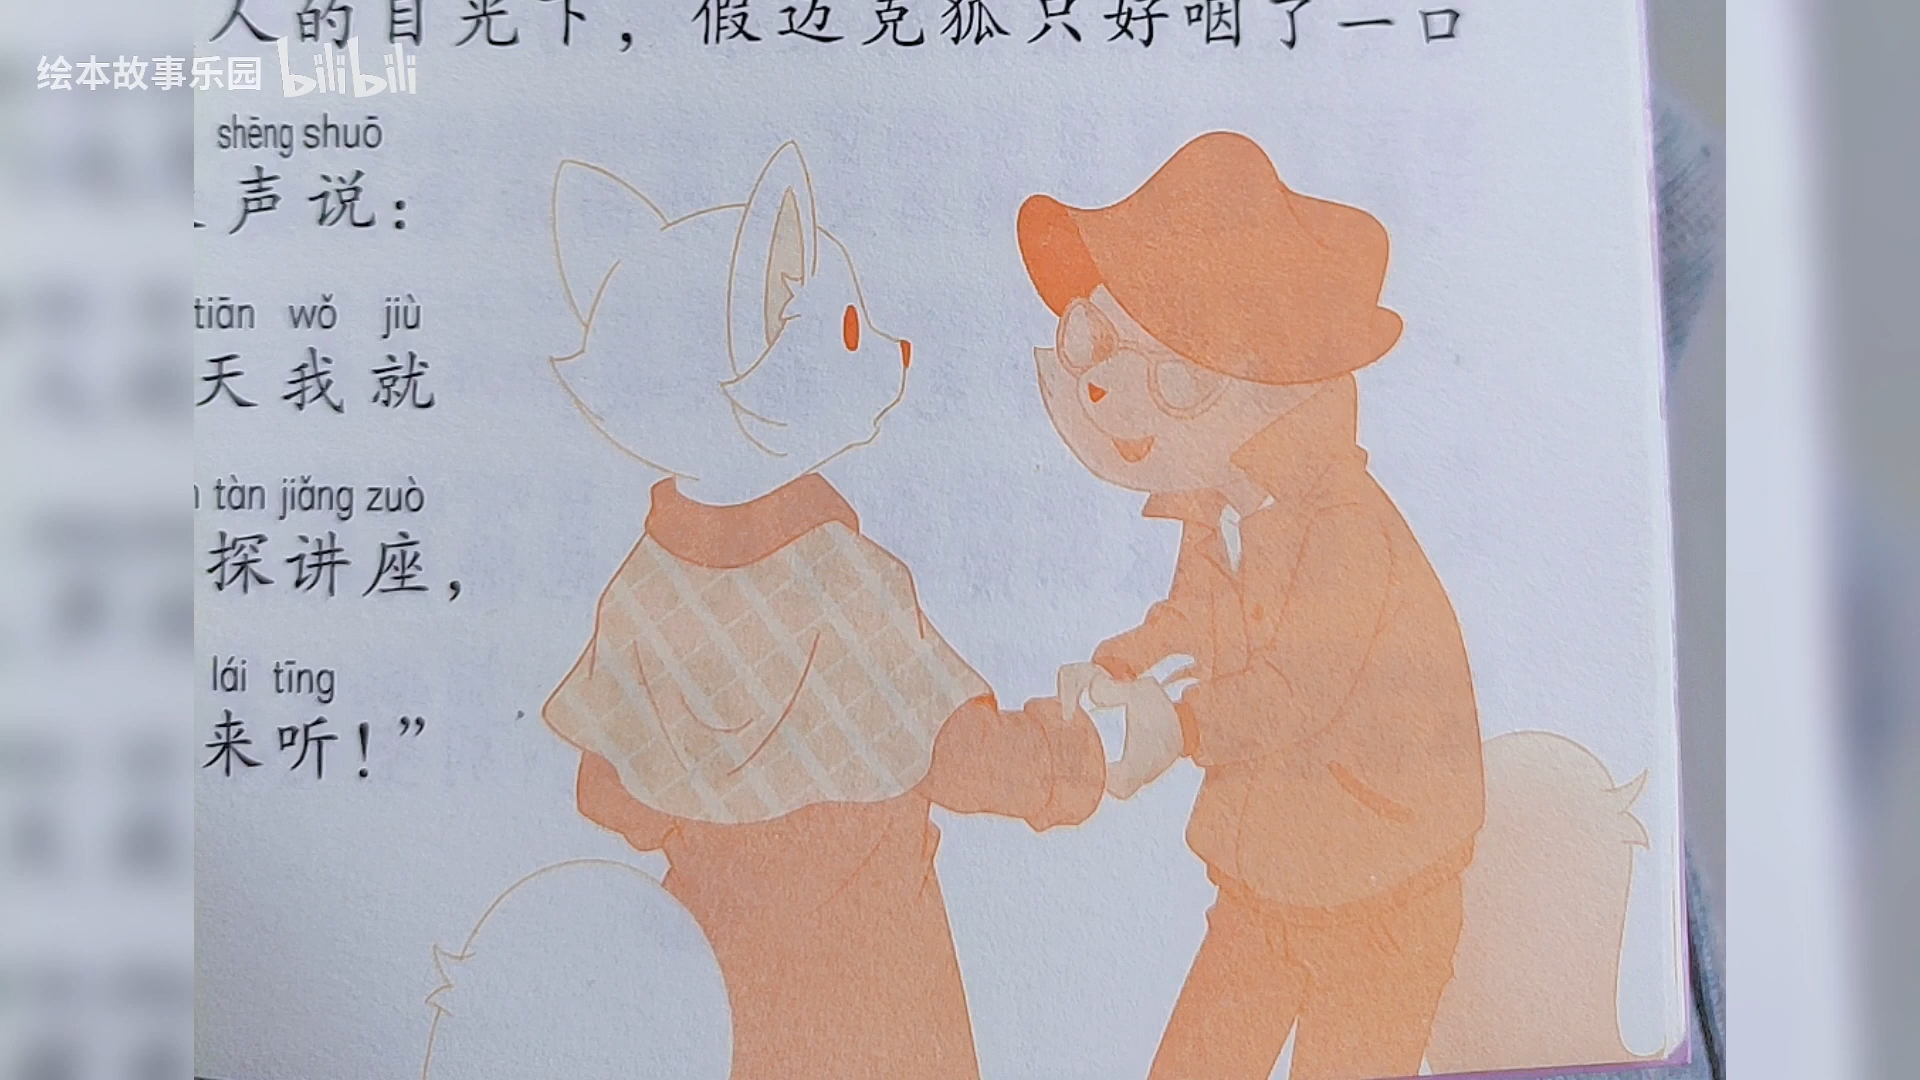 人的目光下，假迈克狐只好咽了一口
绘本故事乐园 bilibili
shēng shuō
声说：
tiān wǒ jiù
天我就
tàn jiǎng zuò
探讲座，
lái tīng
来听！”